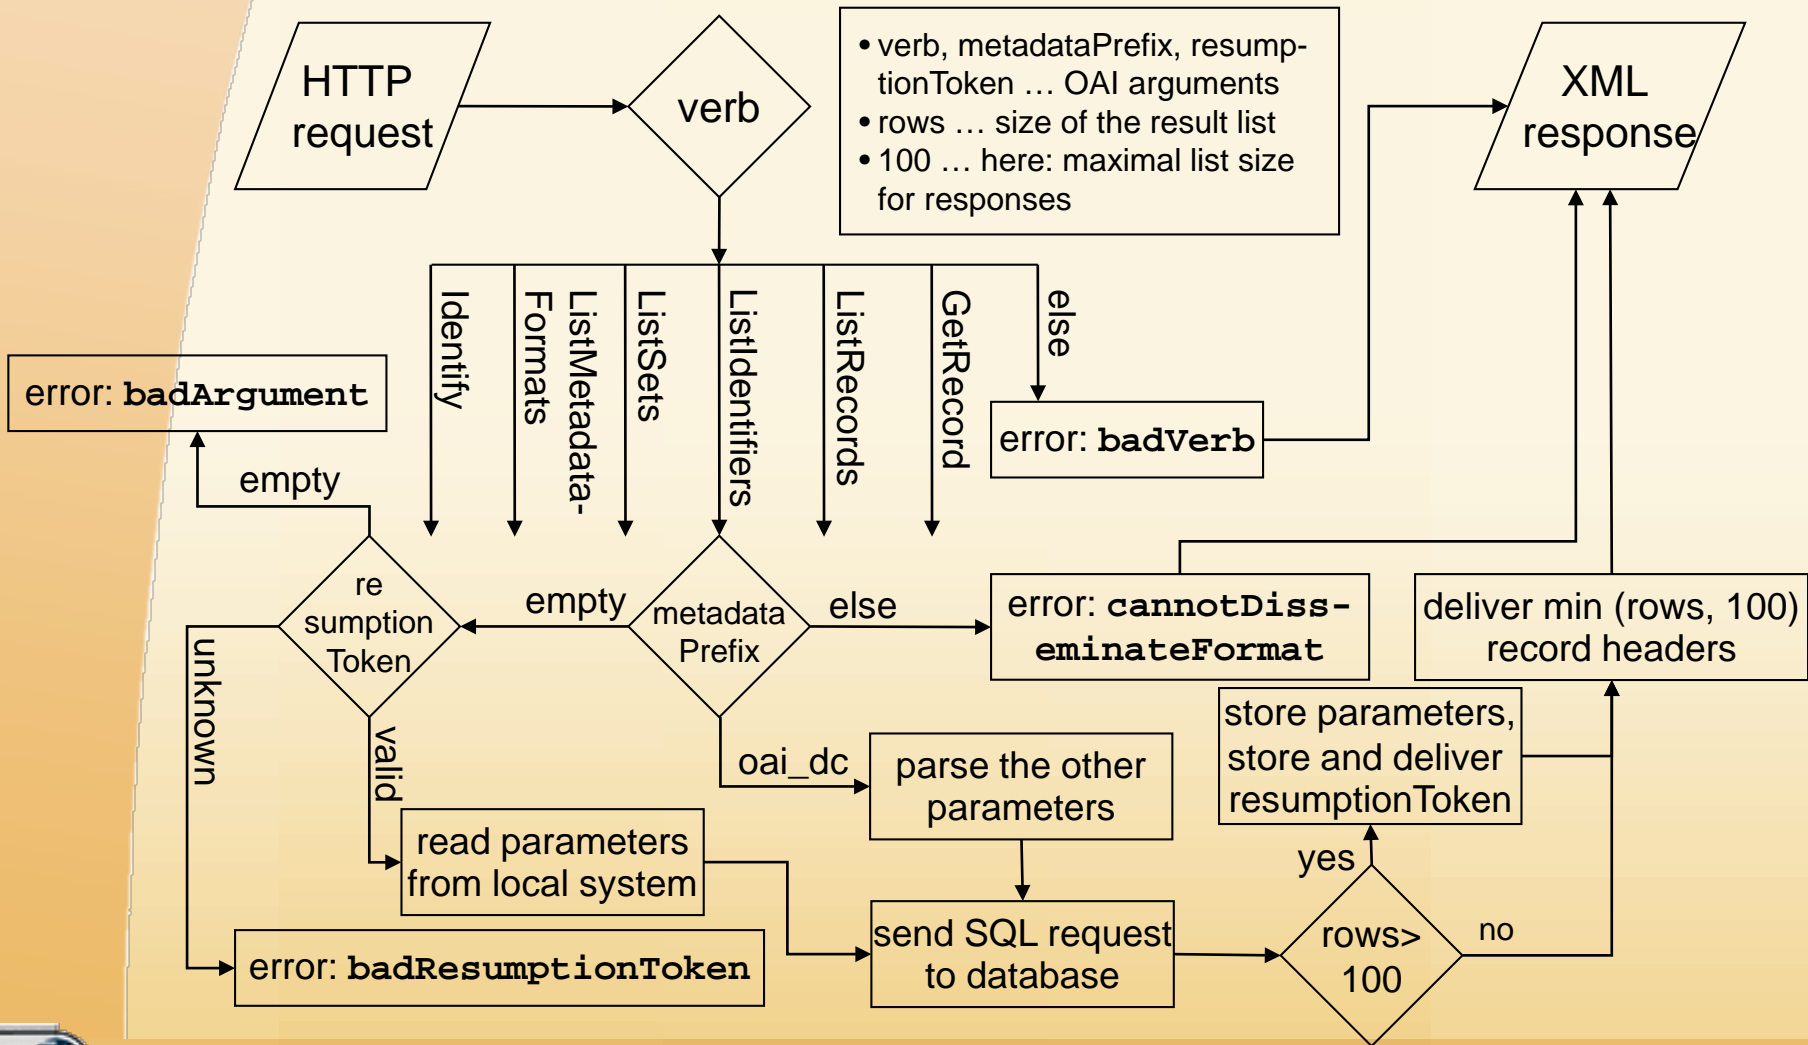 HTTP
request
verb
• verb, metadataPrefix, resump-
tionToken … OAI arguments
• rows … size of the result list
• 100 … here: maximal list size
for responses
XML
response
Identify
ListMetadata-
Formats
ListSets
ListIdentifiers
ListRecords
GetRecord
else
error: badArgument
error: badVerb
empty
re
sumption
Token
empty
metadata
Prefix
else
error: cannotDiss-
eminateFormat
deliver min (rows, 100)
record headers
unknown
valid
oai_dc
parse the other
parameters
store parameters,
store and deliver
resumptionToken
read parameters
from local system
yes
error: badResumptionToken
send SQL request
to database
rows>
100
no